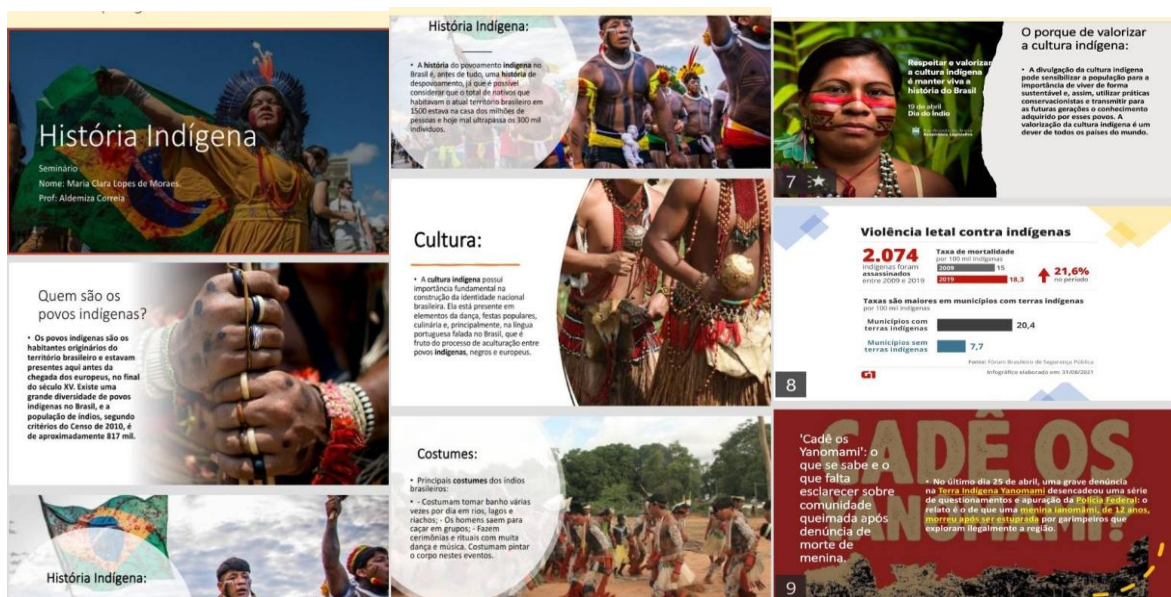 História Indígena
Seminário
Nome: Maria Clara Lopes de Moraes.
Prof: Aldemiza Correia
Quem são os
povos indígenas?
• Os povos indígenas são os
habitantes originários do
território brasileiro e estavam
presentes aqui antes da
chegada dos europeus, no final
do século XV. Existe uma
grande diversidade de povos
indígenas no Brasil, e a
população de índios, segundo
critérios do Censo de 2010, é
de aproximadamente 817 mil.
História Indígena:
História Indígena:
• A história do povoamento indígena no
Brasil é, antes de tudo, uma história de
despovoamento, já que é possível
considerar que o total de nativos que
habitavam o atual território brasileiro em
1500 estava na casa dos milhões de
pessoas e hoje mal ultrapassa os 300 mil
indivíduos.
Cultura:
• A cultura indígena possui
importância fundamental na
construção da identidade nacional
brasileira. Ela está presente em
elementos da dança, festas populares,
culinária e, principalmente, na língua
portuguesa falada no Brasil, que é
fruto do processo de aculturação entre
povos indígenas, negros e europeus.
Costumes:
• Principais costumes dos índios
brasileiros:
• - Costumam tomar banho várias
vezes por dia em rios, lagos e
riachos; - Os homens saem para
caçar em grupos; - Fazem
cerimônias e rituais com muita
dança e música. Costumam pintar
o corpo nestes eventos.
Respeitar e valorizar
a cultura indígena
é manter viva a
história do Brasil
19 de abril
Dia do Índio
7
O porque de valorizar
a cultura indígena:
• A divulgação da cultura indígena
pode sensibilizar a população para a
importância de viver de forma
sustentável e, assim, utilizar práticas
conservacionistas e transmitir para
as futuras gerações o conhecimento
adquirido por esses povos. A
valorização da cultura indígena é um
dever de todos os países do mundo.
Violência letal contra indígenas
2.074
indígenas foram
assassinados
entre 2009 e 2019
Taxa de mortalidade
por 100 mil indígenas
2009 15
2019 18,3
21,6%
no período
Taxas são maiores em municípios com terras indígenas
por 100 mil indígenas
Municípios com
terras indígenas 20,4
Municípios sem
terras indígenas 7,7
Fonte: Fórum Brasileiro de Segurança Pública
G1
Infográfico elaborado em: 31/08/2021
8
CADÊ OS
YANOMAMI?
'Cadê os
Yanomami': o
que se sabe e o
que falta
esclarecer sobre
comunidade
queimada após
denúncia de
morte de
menina.
• No último dia 25 de abril, uma grave denúncia
na Terra Indígena Yanomami desencadeou uma série
de questionamentos e apuração da Polícia Federal: o
relato é o de que uma menina ianomâmi, de 12 anos,
morreu após ser estuprada por garimpeiros que
exploram ilegalmente a região.
9